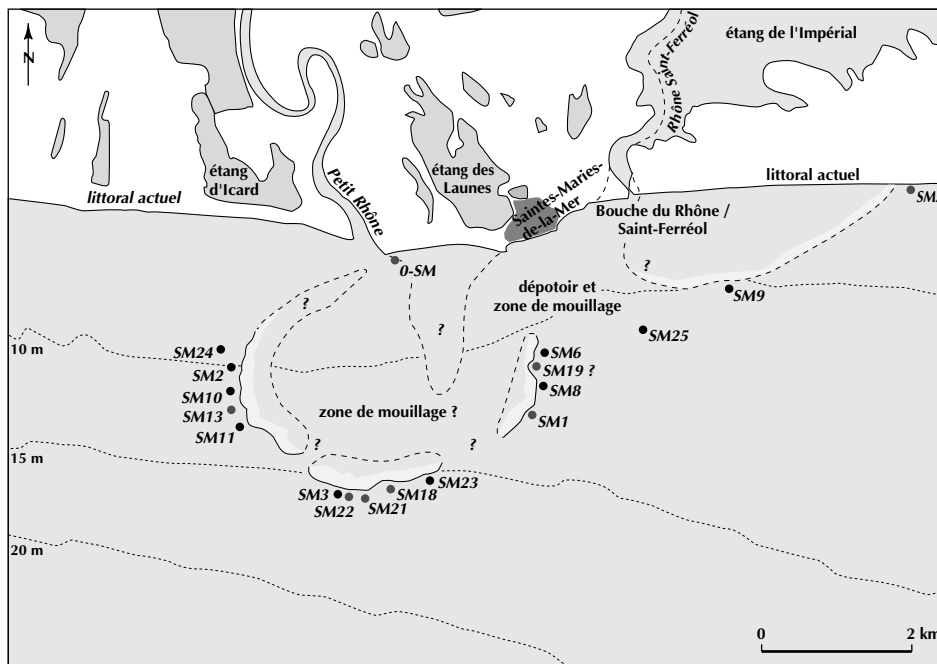 N
étang de l'Impérial
Rhône Saint-Ferréol
étang
d'Icard
Petit Rhône
étang des
Launes
Saintes-Maries-
de-la-Mer
littoral actuel
littoral actuel
Bouche du Rhône /
Saint-Ferréol
0-SM
?
?
?
dépotoir et
zone de mouillage
SM9
SM25
10 m
SM24
SM2
SM10
SM13
SM11
SM6
SM19 ?
SM8
SM1
zone de mouillage ?
?
?
15 m
SM3
SM22
SM21
SM18
SM23
20 m
0
2 km